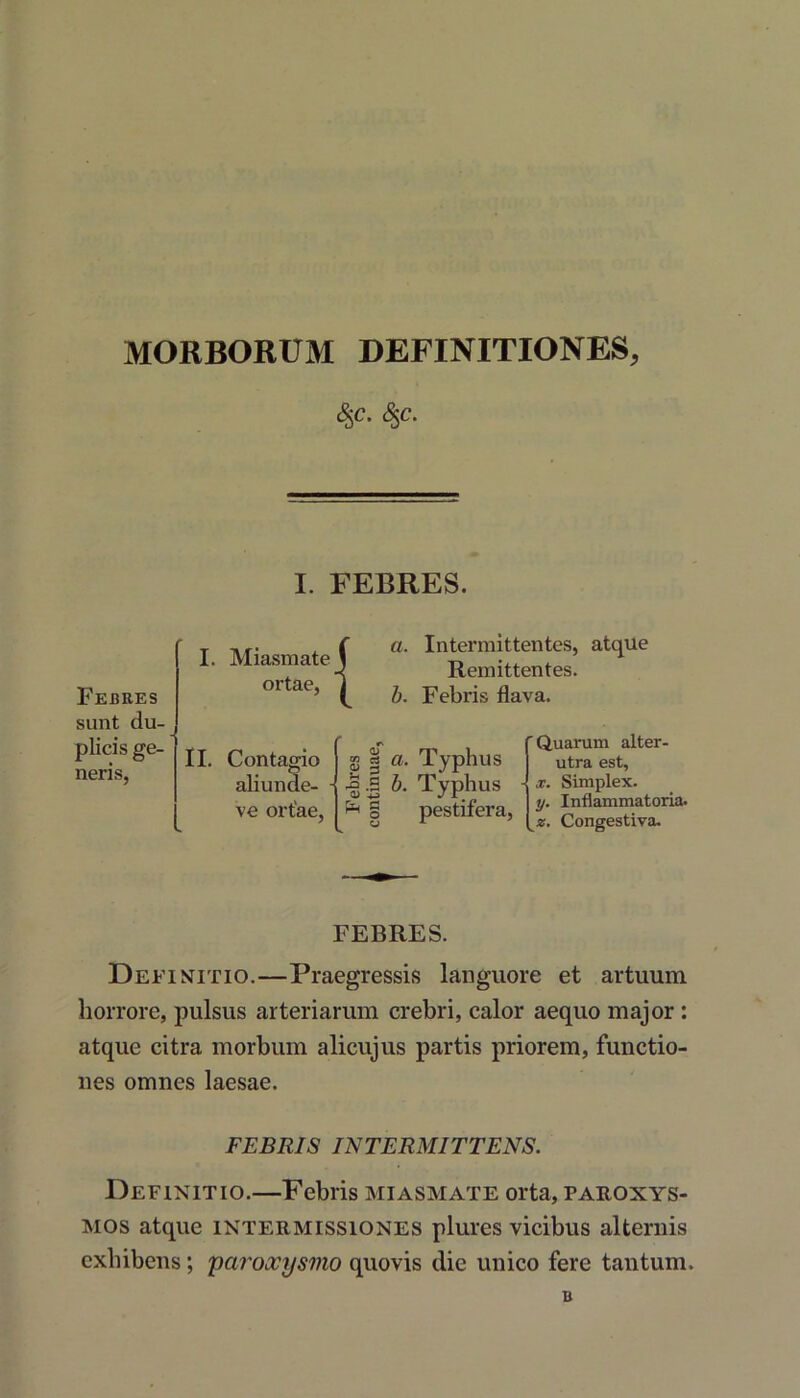 MORBORUM DEFINITIONES,
&c. &c.
I. FEBRES.
FEBRES
sunt du-
plicis ge-
neris,
I. Miasmate
ortae,
a. Intermittentes, atque
Remittentes.
b. Febris flava.
II. Contagio
aliunde-
ve ortae,
Febres
continuae,
a. Typhus
b. Typhus
pestifera,
Quarum alter-
utra est,
x. Simplex.
y. Inflammatoria.
z. Congestiva.
FEBRES.
DEFINITIO.—Praegressis languore et artuum
horrore, pulsus arteriarum crebri, calor aequo major :
atque citra morbum alicujus partis priorem, functio-
nes omnes laesae.
FEBRIS INTERMITTENS.
DEFINITIO.—Febris MIASMATE orta, PAROXYS-
MOS atque INTERMISSIONES plures vicibus alternis
exhibens; paroxysmo quovis die unico fere tantum.
B